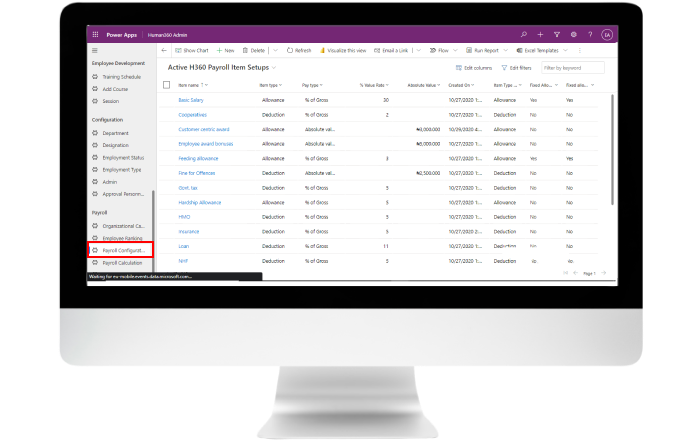 Power Apps Human360 Admin EA
Show Chart + New Delete Refresh Visualize this view Email a Link Flow Run Report Excel Templates
Employee Development
Training Schedule
Add Course
Session
Configuration
Department
Designation
Employment Status
Employment Type
Admin
Approval Personn...
Payroll
Organizational Ca...
Employee Banking
Payroll Configurat...
Payroll Calculation
Waiting for eu-mobile.events.data.microsoft.com...
Active H360 Payroll Item Setups
Edit columns Edit filters Filter by keyword
Item name ↑ Item type Pay type % Value Rate Absolute Value Created On Item Type ... Fixed Allo... Fixed allo...
Basic Salary Allowance % of Gross 30 10/27/2020 1:... Allowance Yes Yes
Cooperatives Deduction % of Gross 2 10/27/2020 1:... Deduction No No
Customer centric award Allowance Absolute val... ₦3,000.000 10/29/2020 4:... Allowance No No
Employee award bonuses Allowance Absolute val... ₦6,000.000 10/27/2020 1:... Allowance No No
Feeding allowance Allowance % of Gross 3 10/27/2020 1:... Allowance Yes Yes
Fine for Offences Deduction Absolute val... ₦2,500.000 10/27/2020 1:... Deduction No No
Govt. tax Deduction % of Gross 5 10/27/2020 1:... Deduction No No
Hardship Allowance Allowance % of Gross 5 10/27/2020 1:... Allowance No No
HMO Deduction % of Gross 5 10/27/2020 1:... Deduction No No
Insurance Deduction % of Gross 5 10/27/2020 2:... Deduction No No
Loan Deduction % of Gross 11 10/27/2020 1:... Deduction No No
NHF Deduction % of Gross 5 10/27/2020 1:... Deduction No No
Page 1